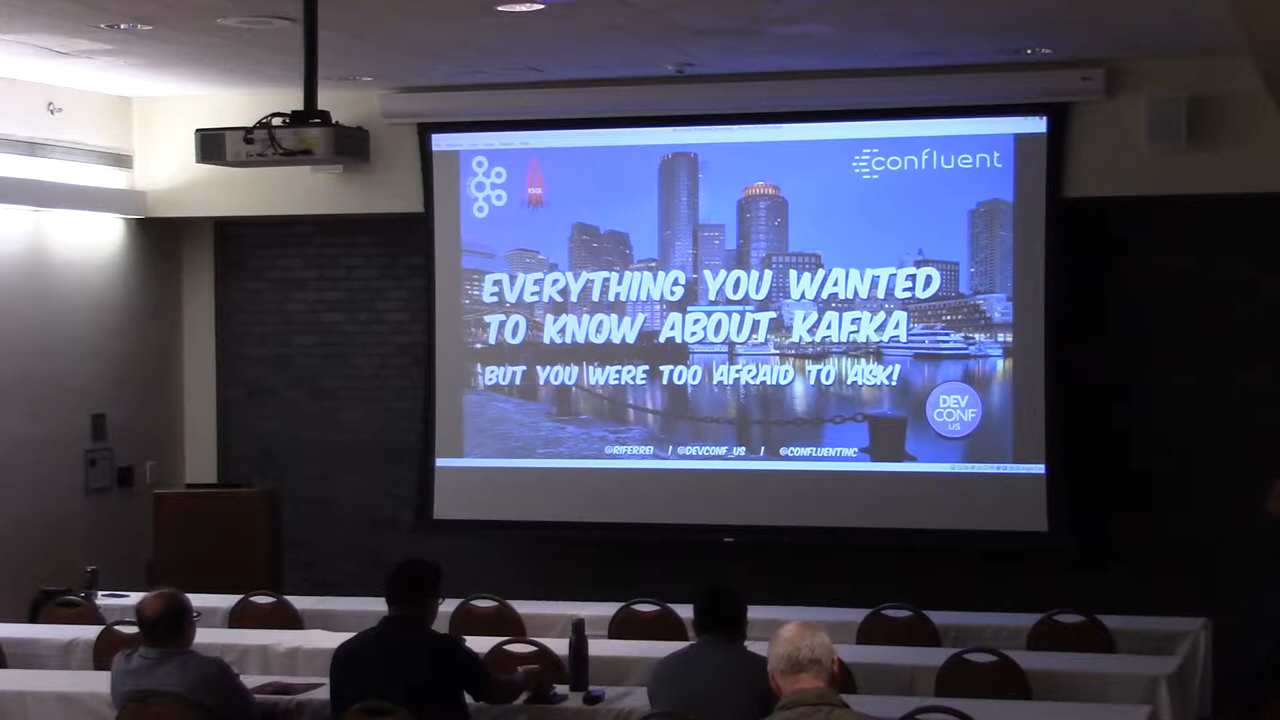 confluent
KSQL
EVERYTHING YOU WANTED
TO KNOW ABOUT KAFKA
BUT YOU WERE TOO AFRAID TO ASK!
DEV
CONF
.US
@RIFERREI / @DEVCONF_US / @CONFLUENTINC